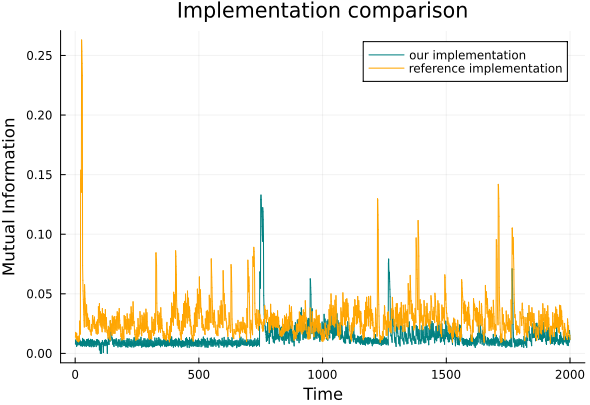 Implementation comparison
our implementation
reference implementation
Mutual Information
0.25
0.20
0.15
0.10
0.05
0.00
0 500 1000 1500 2000
Time